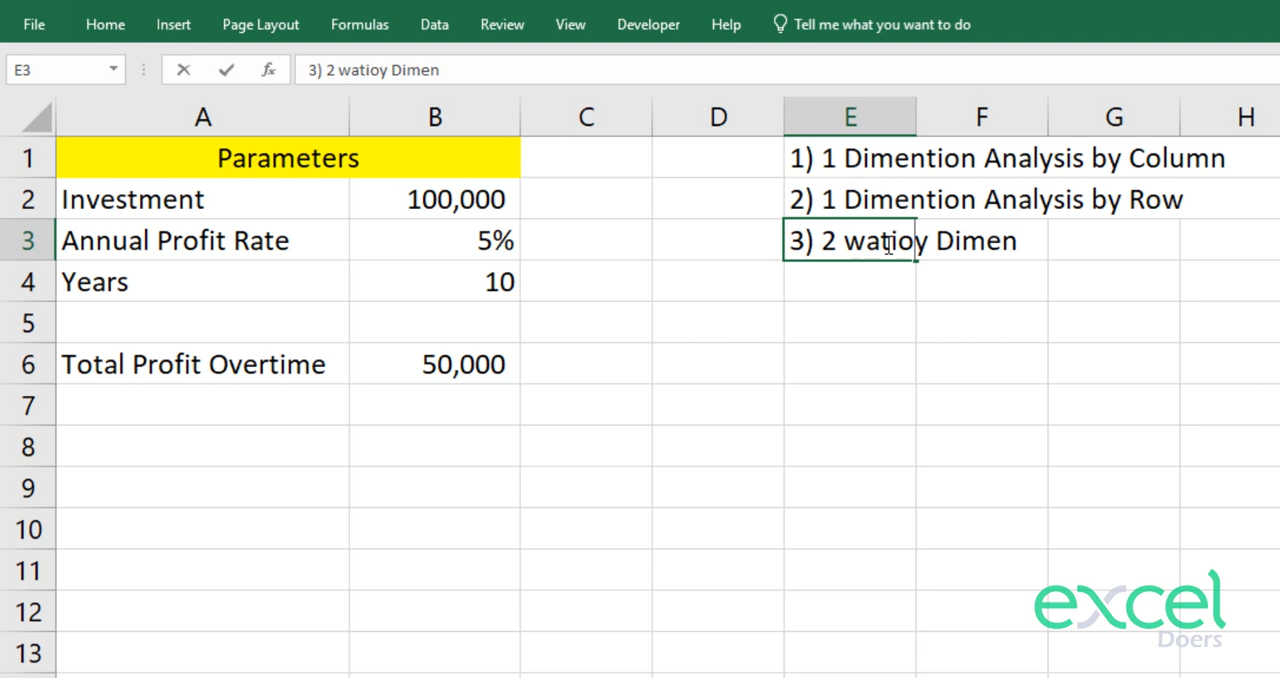 File Home Insert Page Layout Formulas Data Review View Developer Help Tell me what you want to do
E3 fx 3) 2 watioy Dimen
A B C D E F G H
1 Parameters 1) 1 Dimention Analysis by Column
2 Investment 100,000 2) 1 Dimention Analysis by Row
3 Annual Profit Rate 5% 3) 2 watioy Dimen
4 Years 10
5
6 Total Profit Overtime 50,000
7
8
9
10
11
12
13
excel
Doers